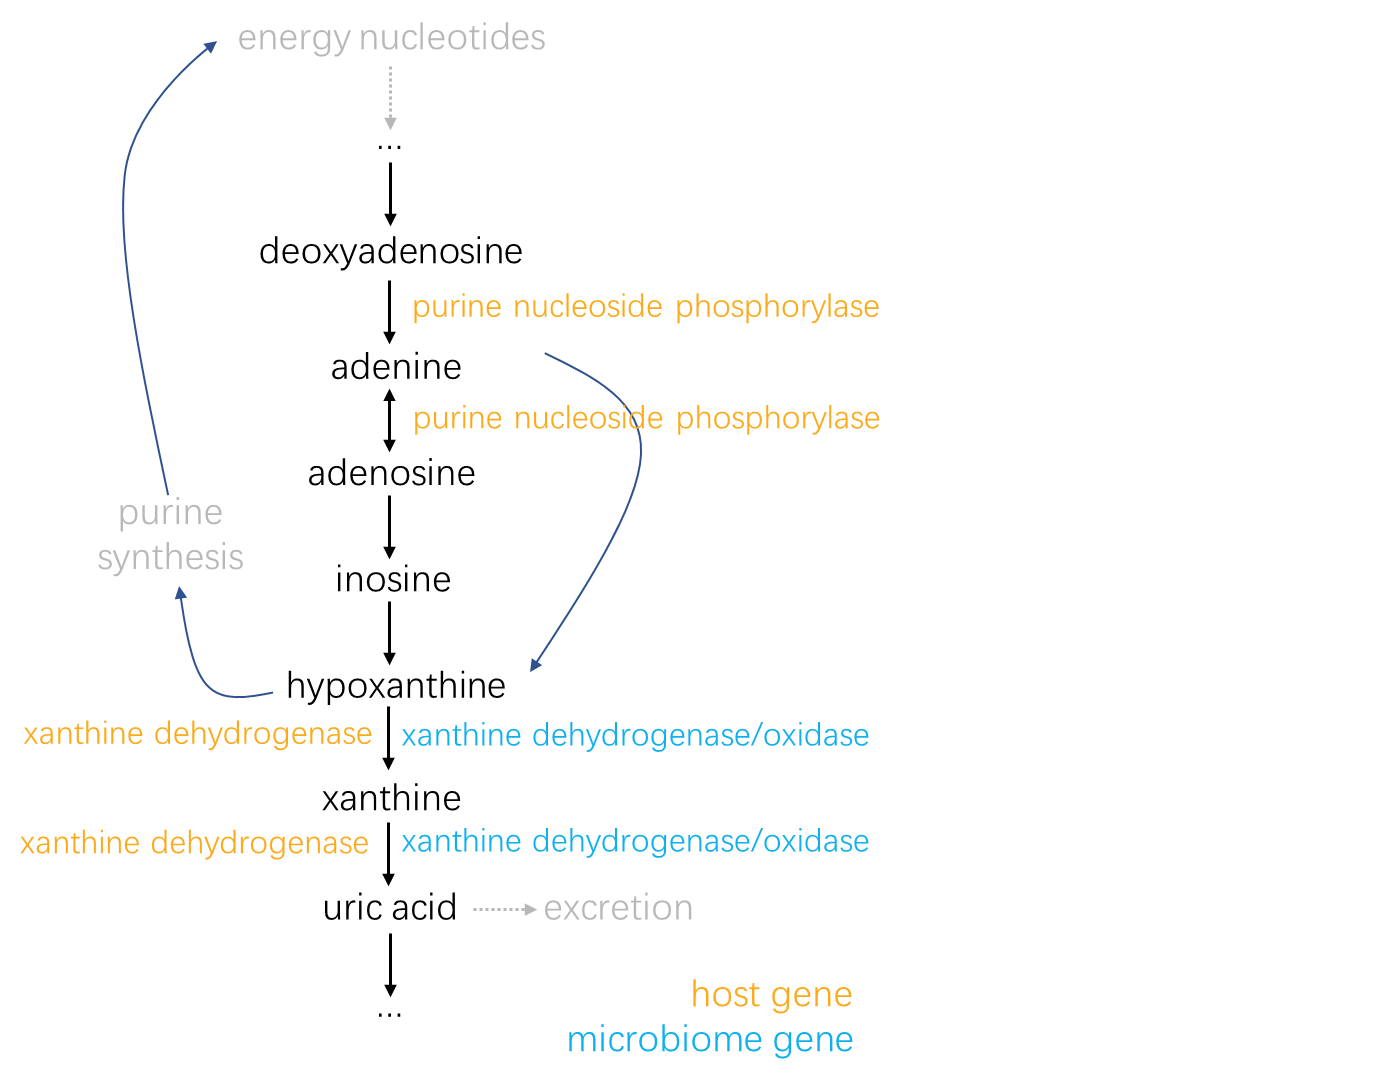 energy nucleotides
...
deoxyadenosine
purine nucleoside phosphorylase
adenine
purine nucleoside phosphorylase
adenosine
purine
synthesis
inosine
hypoxanthine
xanthine dehydrogenase
xanthine dehydrogenase/oxidase
xanthine
xanthine dehydrogenase
xanthine dehydrogenase/oxidase
uric acid
excretion
...
host gene
microbiome gene